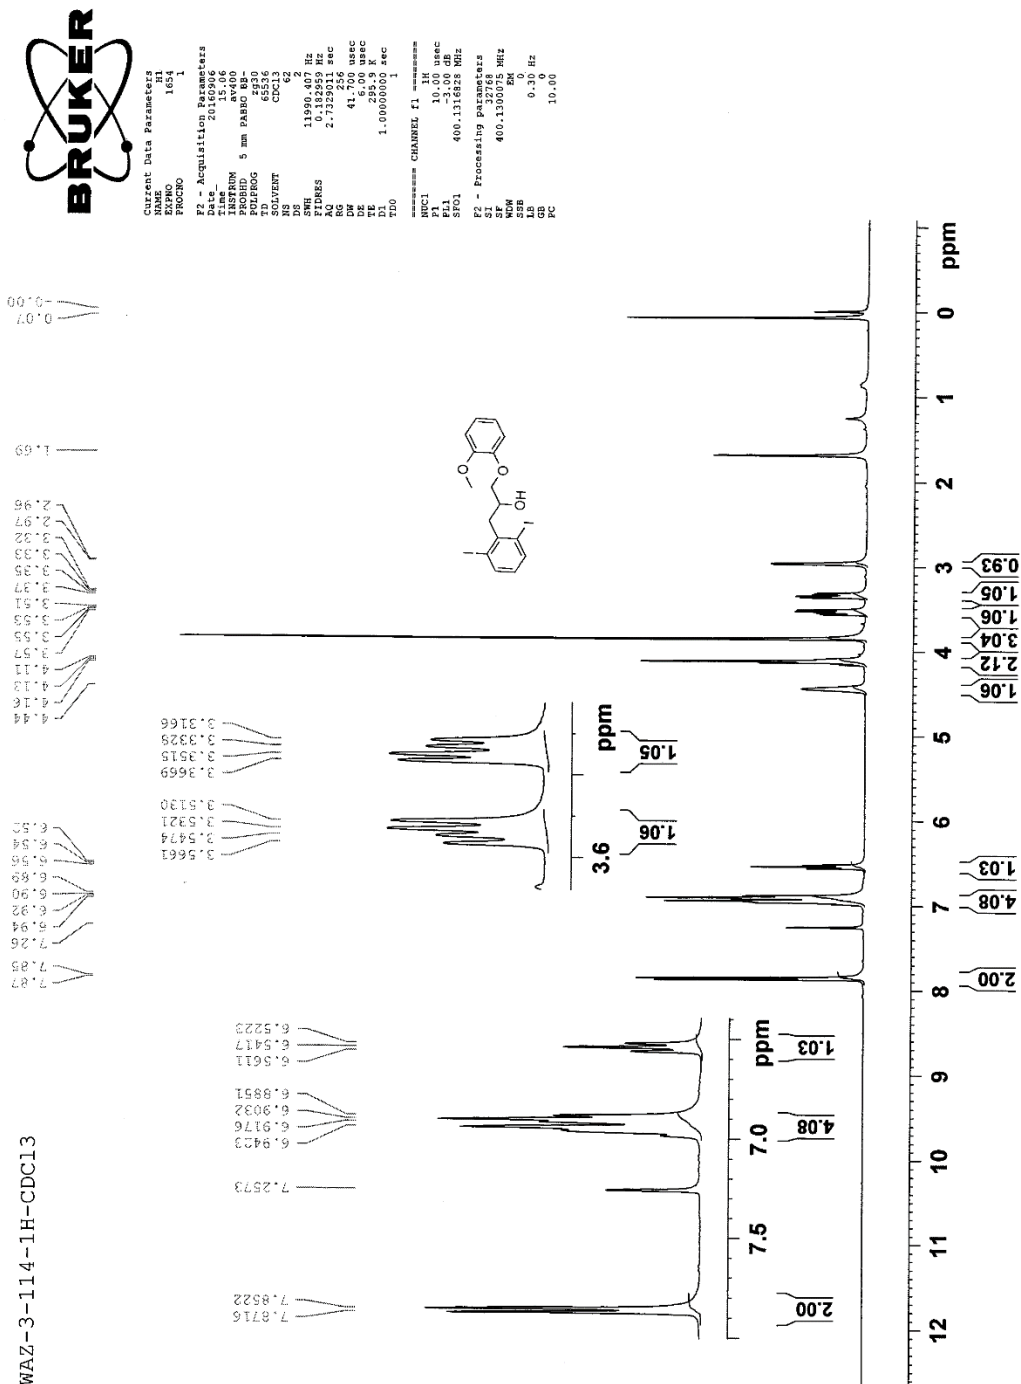 WAZ-3-114-1H-CDCl3
7.87
7.85
7.26
6.94
6.92
6.90
6.89
6.56
6.54
6.52
4.44
4.16
4.13
4.11
3.57
3.55
3.53
3.51
3.37
3.35
3.33
3.32
2.97
2.96
1.69
0.07
-0.00
BRUKER
Current Data Parameters
NAME H1
EXPNO 1654
PROCNO 1
F2 - Acquisition Parameters
Date_ 20160906
Time 15.06
INSTRUM av400
PROBHD 5 mm PABBO BB-
PULPROG zg30
TD 65536
SOLVENT CDCl3
NS 62
DS 2
SWH 11990.407 Hz
FIDRES 0.182959 Hz
AQ 2.7329011 sec
RG 256
DW 41.700 usec
DE 6.00 usec
TE 295.9 K
D1 1.00000000 sec
TD0 1
======== CHANNEL f1 ========
NUC1 1H
P1 10.00 usec
PL1 -3.00 dB
SFO1 400.1316828 MHz
F2 - Processing parameters
SI 32768
SF 400.1300075 MHz
WDW EM
SSB 0
LB 0.30 Hz
GB 0
PC 10.00
7.8716
7.8522
7.2573
6.9423
6.9176
6.9032
6.8851
6.5611
6.5417
6.5223
3.5661
3.5474
3.5321
3.5130
3.3669
3.3515
3.3328
3.3166
O
O
OH
I
I
7.5 7.0 ppm
2.00 4.08 1.03
3.6 ppm
1.06 1.05
12 11 10 9 8 7 6 5 4 3 2 1 0 ppm
2.00 4.08 1.03 1.06 2.12 3.04 1.06 1.05 0.93